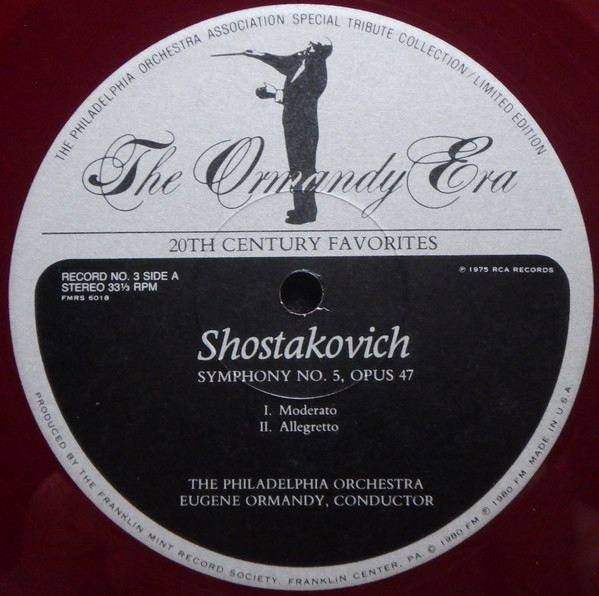 THE PHILADELPHIA ORCHESTRA ASSOCIATION SPECIAL TRIBUTE COLLECTION/LIMITED EDITION
The Ormandy Era
20TH CENTURY FAVORITES
RECORD NO. 3 SIDE A
STEREO 33⅓ RPM
FMRS 6018
℗ 1975 RCA RECORDS
Shostakovich
SYMPHONY NO. 5, OPUS 47
I. Moderato
II. Allegretto
THE PHILADELPHIA ORCHESTRA
EUGENE ORMANDY, CONDUCTOR
PRODUCED BY THE FRANKLIN MINT RECORD SOCIETY, FRANKLIN CENTER, PA. © 1980 FM ℗ 1980 FM. MADE IN U.S.A.